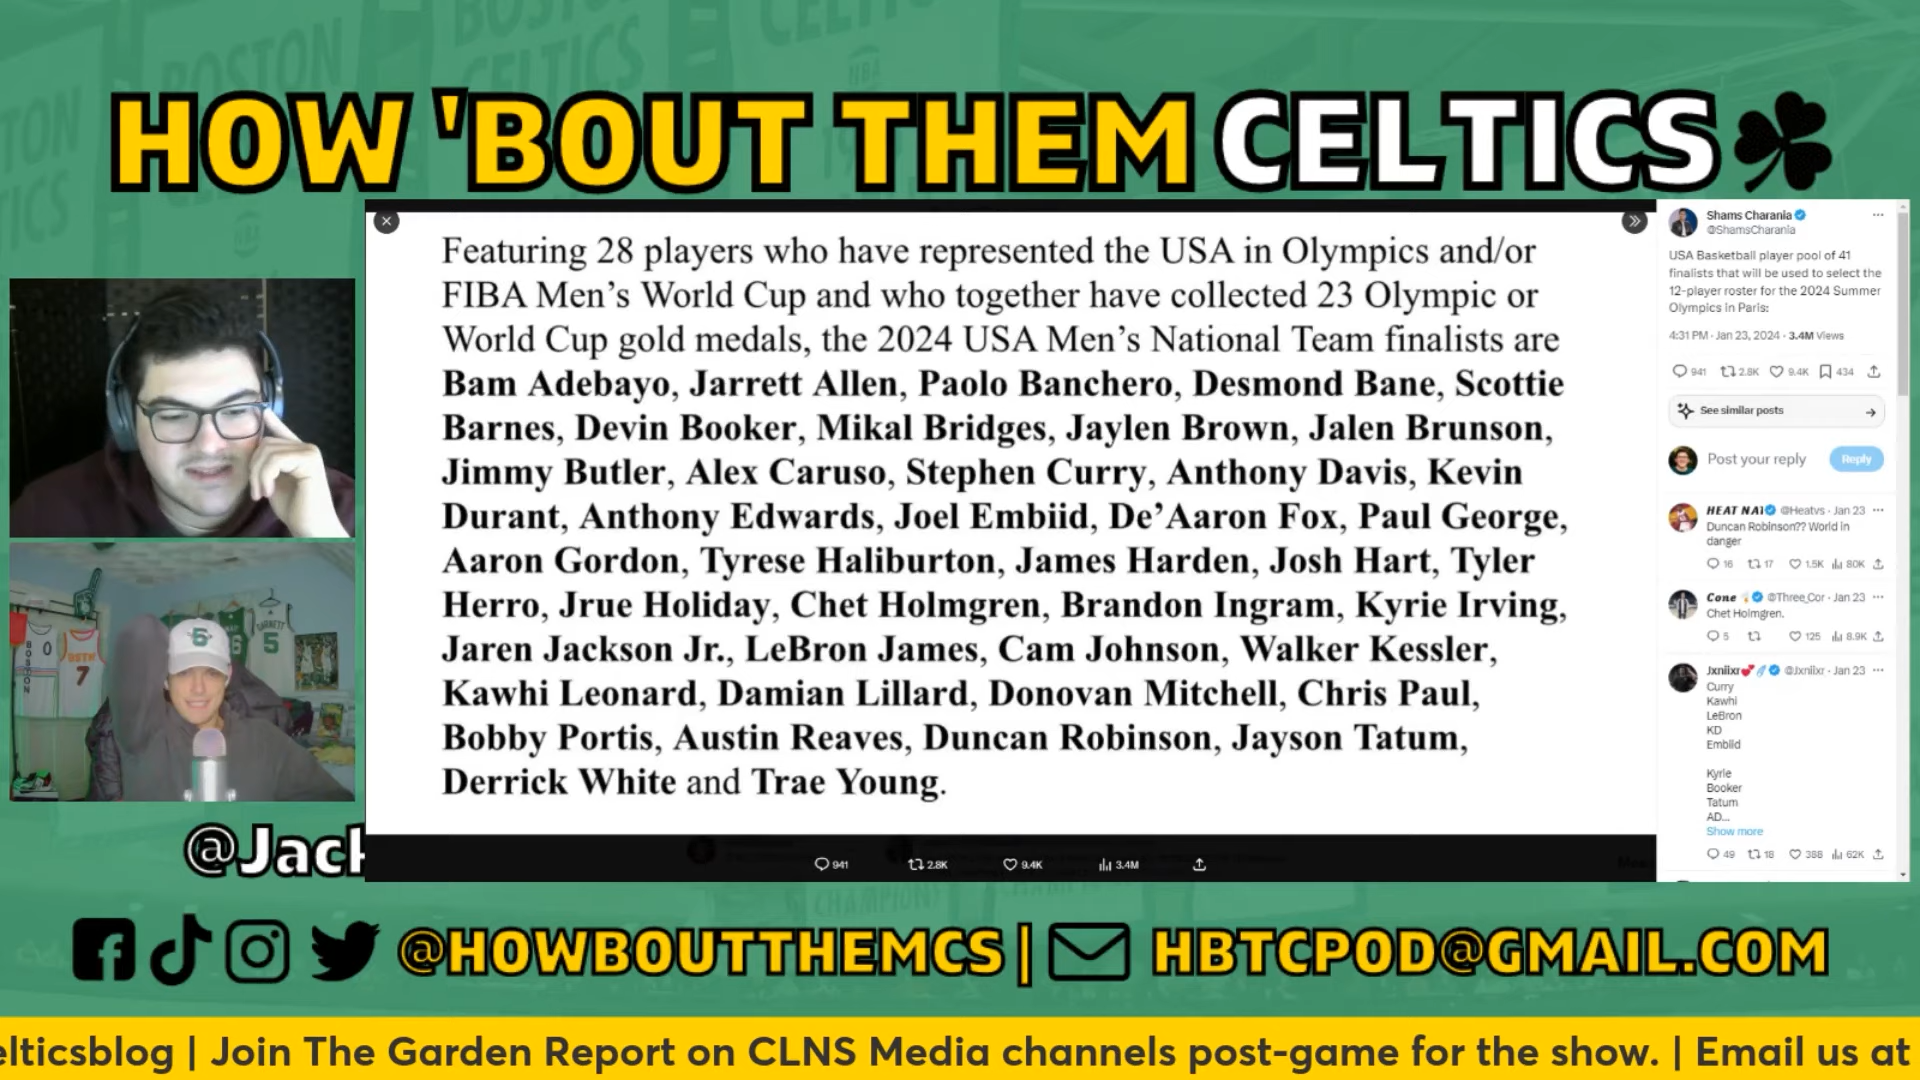 HOW 'BOUT THEM CELTICS
Featuring 28 players who have represented the USA in Olympics and/or
FIBA Men’s World Cup and who together have collected 23 Olympic or
World Cup gold medals, the 2024 USA Men’s National Team finalists are
Bam Adebayo, Jarrett Allen, Paolo Banchero, Desmond Bane, Scottie
Barnes, Devin Booker, Mikal Bridges, Jaylen Brown, Jalen Brunson,
Jimmy Butler, Alex Caruso, Stephen Curry, Anthony Davis, Kevin
Durant, Anthony Edwards, Joel Embiid, De’Aaron Fox, Paul George,
Aaron Gordon, Tyrese Haliburton, James Harden, Josh Hart, Tyler
Herro, Jrue Holiday, Chet Holmgren, Brandon Ingram, Kyrie Irving,
Jaren Jackson Jr., LeBron James, Cam Johnson, Walker Kessler,
Kawhi Leonard, Damian Lillard, Donovan Mitchell, Chris Paul,
Bobby Portis, Austin Reaves, Duncan Robinson, Jayson Tatum,
Derrick White and Trae Young.
941 2.8K 9.4K 3.4M
Shams Charania
@ShamsCharania
USA Basketball player pool of 41
finalists that will be used to select the
12-player roster for the 2024 Summer
Olympics in Paris:
4:31 PM · Jan 23, 2024 · 3.4M Views
941 2.8K 9.4K 434
See similar posts
Post your reply Reply
HEAT NAT @Heatvs · Jan 23
Duncan Robinson?? World in
danger
16 17 1.5K 80K
Cone @Three_Cor · Jan 23
Chet Holmgren.
5 125 8.9K
Jxniixr @Jxniixr · Jan 23
Curry
Kawhi
LeBron
KD
Embiid
Kyrie
Booker
Tatum
AD...
Show more
49 18 388 62K
BOSTON
0
7
GARNETT
5
6
@Jack
@HOWBOUTTHEMCS | HBTCPOD@GMAIL.COM
elticsblog | Join The Garden Report on CLNS Media channels post-game for the show. | Email us at